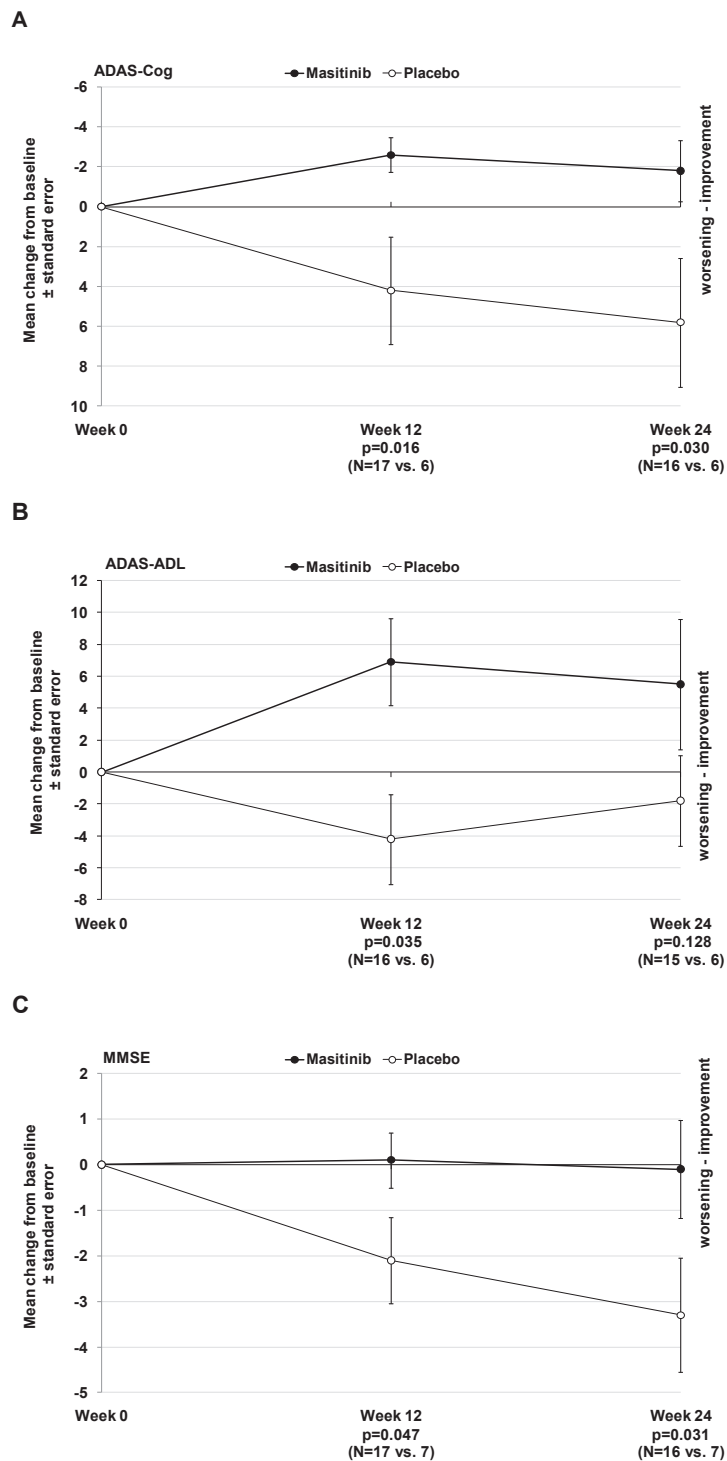 A
ADAS-Cog
Masitinib Placebo
-6
-4
-2
0
2
4
6
8
10
Mean change from baseline
± standard error
worsening - improvement
Week 0 Week 12 Week 24
p=0.016 p=0.030
(N=17 vs. 6) (N=16 vs. 6)
B
ADAS-ADL
Masitinib Placebo
12
10
8
6
4
2
0
-2
-4
-6
-8
Mean change from baseline
± standard error
worsening - improvement
Week 0 Week 12 Week 24
p=0.035 p=0.128
(N=16 vs. 6) (N=15 vs. 6)
C
MMSE
Masitinib Placebo
2
1
0
-1
-2
-3
-4
-5
Mean change from baseline
± standard error
worsening - improvement
Week 0 Week 12 Week 24
p=0.047 p=0.031
(N=17 vs. 7) (N=16 vs. 7)